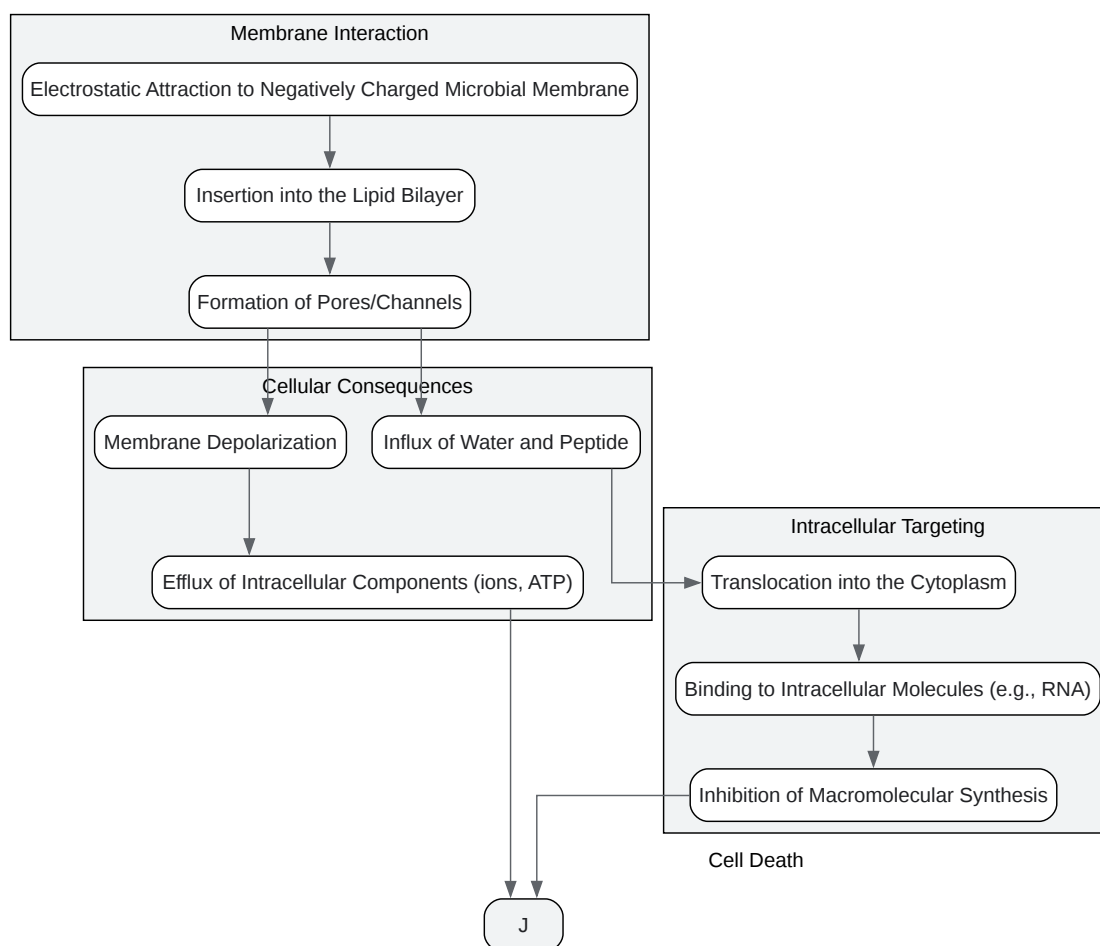 Membrane Interaction
Electrostatic Attraction to Negatively Charged Microbial Membrane
Insertion into the Lipid Bilayer
Formation of Pores/Channels
Cellular Consequences
Membrane Depolarization
Influx of Water and Peptide
Efflux of Intracellular Components (ions, ATP)
Intracellular Targeting
Translocation into the Cytoplasm
Binding to Intracellular Molecules (e.g., RNA)
Inhibition of Macromolecular Synthesis
Cell Death
J